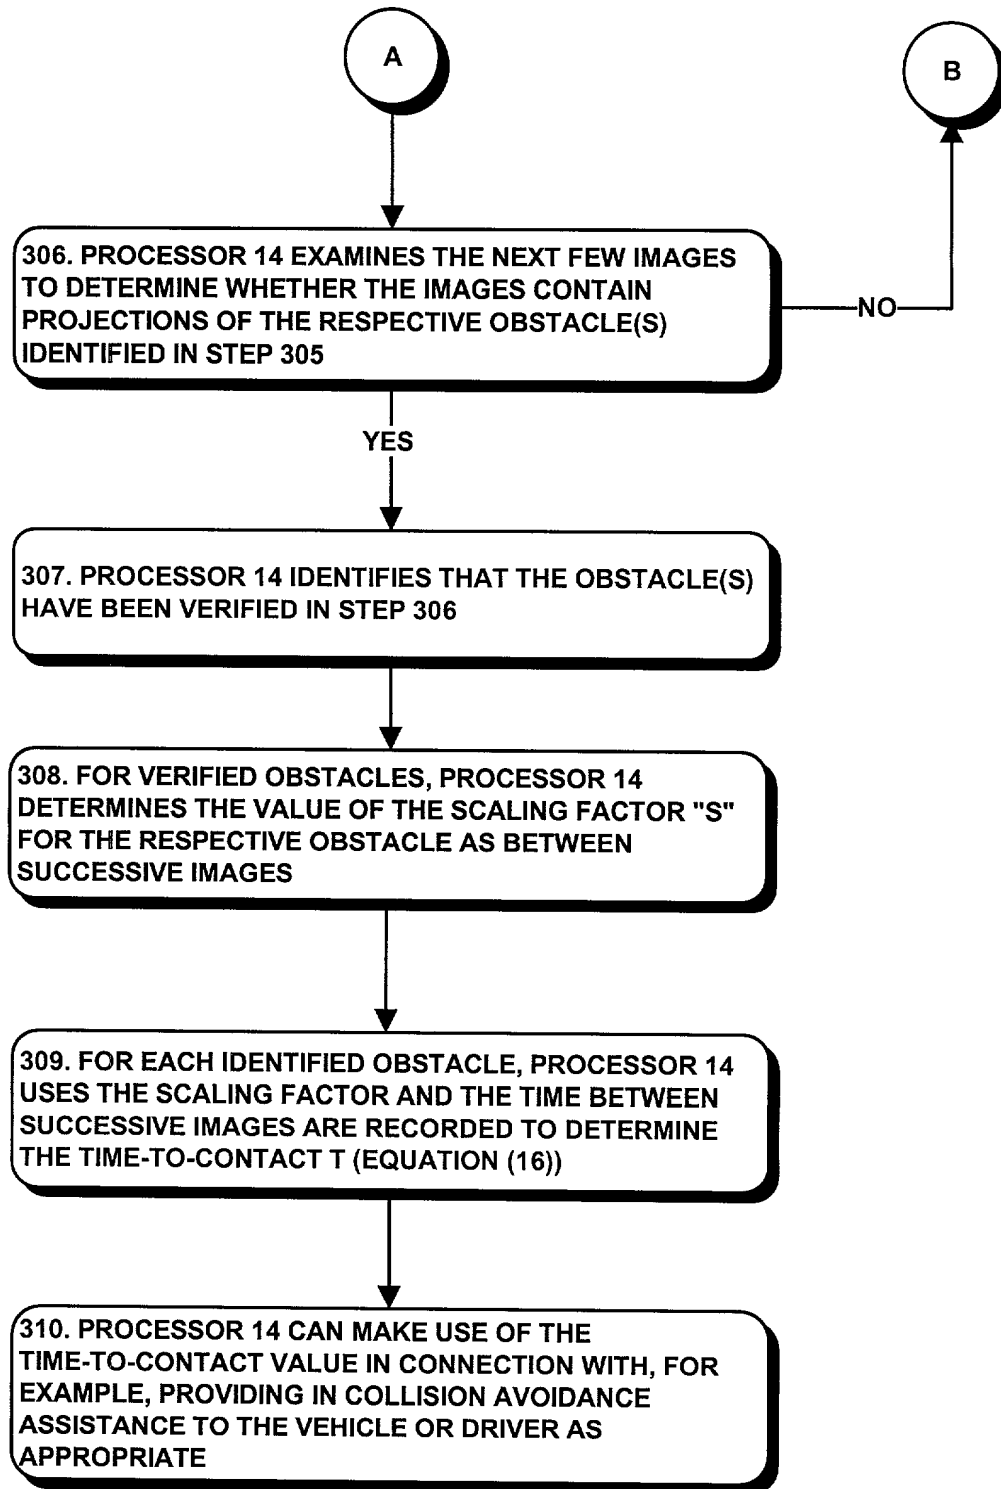 A
B
306. PROCESSOR 14 EXAMINES THE NEXT FEW IMAGES
TO DETERMINE WHETHER THE IMAGES CONTAIN
PROJECTIONS OF THE RESPECTIVE OBSTACLE(S)
IDENTIFIED IN STEP 305
NO
YES
307. PROCESSOR 14 IDENTIFIES THAT THE OBSTACLE(S)
HAVE BEEN VERIFIED IN STEP 306
308. FOR VERIFIED OBSTACLES, PROCESSOR 14
DETERMINES THE VALUE OF THE SCALING FACTOR "S"
FOR THE RESPECTIVE OBSTACLE AS BETWEEN
SUCCESSIVE IMAGES
309. FOR EACH IDENTIFIED OBSTACLE, PROCESSOR 14
USES THE SCALING FACTOR AND THE TIME BETWEEN
SUCCESSIVE IMAGES ARE RECORDED TO DETERMINE
THE TIME-TO-CONTACT T (EQUATION (16))
310. PROCESSOR 14 CAN MAKE USE OF THE
TIME-TO-CONTACT VALUE IN CONNECTION WITH, FOR
EXAMPLE, PROVIDING IN COLLISION AVOIDANCE
ASSISTANCE TO THE VEHICLE OR DRIVER AS
APPROPRIATE